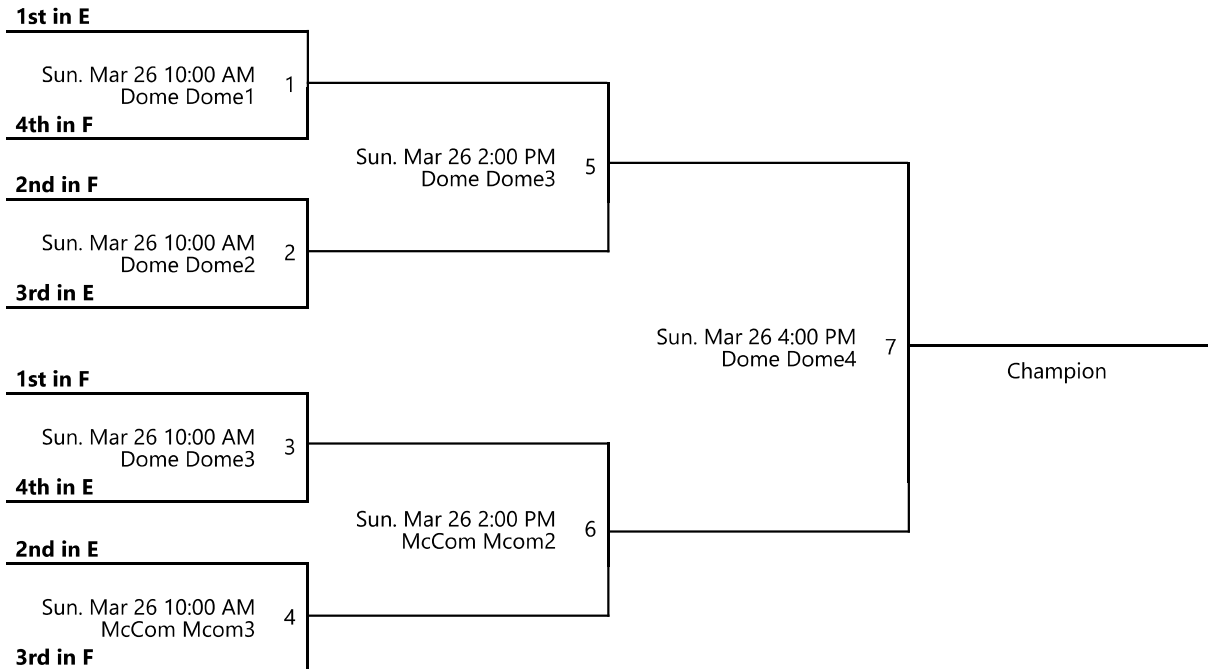 1st in E
Sun. Mar 26 10:00 AM
Dome Dome1
1
4th in F
Sun. Mar 26 2:00 PM
Dome Dome3
5
2nd in F
Sun. Mar 26 10:00 AM
Dome Dome2
2
3rd in E
Sun. Mar 26 4:00 PM
Dome Dome4
7
Champion
1st in F
Sun. Mar 26 10:00 AM
Dome Dome3
3
4th in E
Sun. Mar 26 2:00 PM
McCom Mcom2
6
2nd in E
Sun. Mar 26 10:00 AM
McCom Mcom3
4
3rd in F